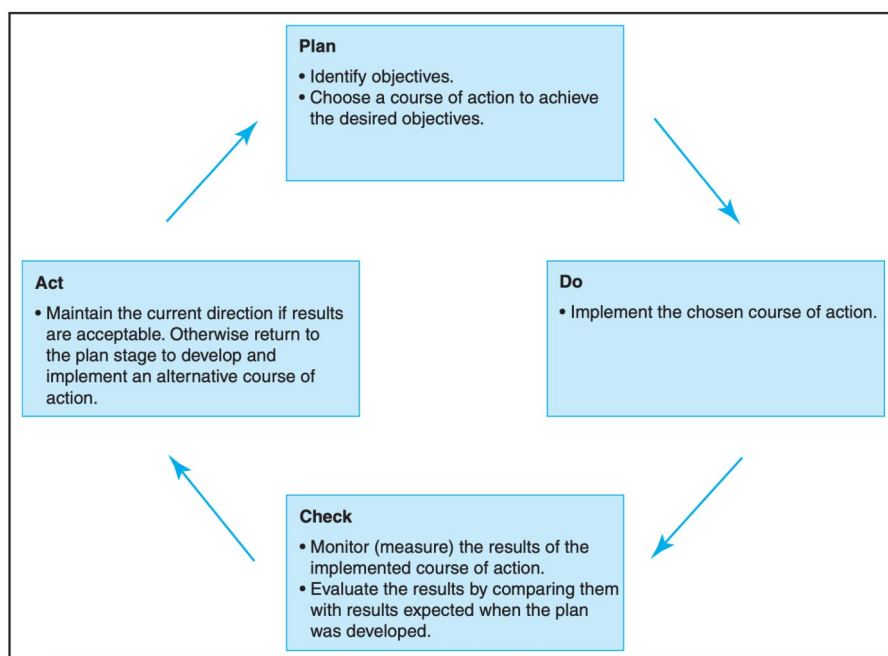 Plan
• Identify objectives.
• Choose a course of action to achieve
the desired objectives.
Do
• Implement the chosen course of action.
Check
• Monitor (measure) the results of the
implemented course of action.
• Evaluate the results by comparing them
with results expected when the plan
was developed.
Act
• Maintain the current direction if results
are acceptable. Otherwise return to
the plan stage to develop and
implement an alternative course of
action.